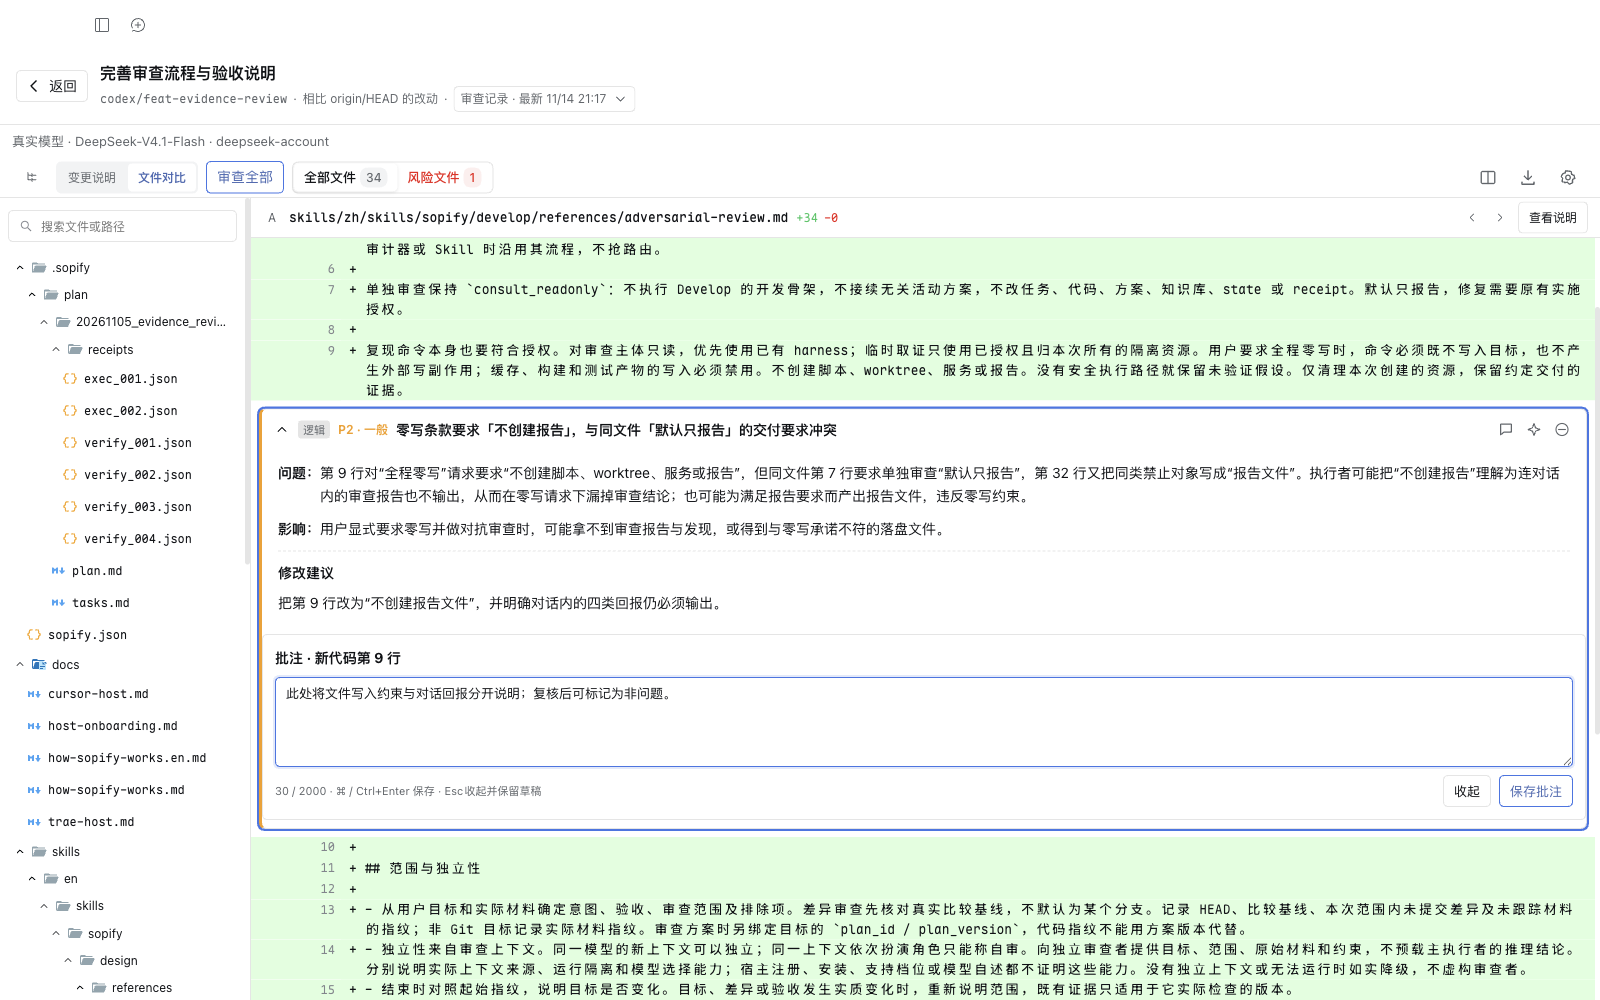 返回
完善审查流程与验收说明
codex/feat-evidence-review · 相比 origin/HEAD 的改动 · 审查记录 · 最新 11/14 21:17
真实模型 · DeepSeek-V4.1-Flash · deepseek-account
变更说明 文件对比 审查全部 全部文件 34 风险文件 1
搜索文件或路径
.sopify
plan
20261105_evidence_revi...
receipts
exec_001.json
exec_002.json
verify_001.json
verify_002.json
verify_003.json
verify_004.json
plan.md
tasks.md
sopify.json
docs
cursor-host.md
host-onboarding.md
how-sopify-works.en.md
how-sopify-works.md
trae-host.md
skills
en
skills
sopify
design
references
A skills/zh/skills/sopify/develop/references/adversarial-review.md +34 -0
查看说明
审计器或 Skill 时沿用其流程，不抢路由。
6 +
7 + 单独审查保持 `consult_readonly`：不执行 Develop 的开发骨架，不接续无关活动方案，不改任务、代码、方案、知识库、state 或 receipt。默认只报告，修复需要原有实施
授权。
8 +
9 + 复现命令本身也要符合授权。对审查主体只读，优先使用已有 harness；临时取证只使用已授权且归本次所有的隔离资源。用户要求全程零写时，命令必须既不写入目标，也不产
生外部写副作用；缓存、构建和测试产物的写入必须禁用。不创建脚本、worktree、服务或报告。没有安全执行路径就保留未验证假设。仅清理本次创建的资源，保留约定交付的
证据。
逻辑 P2 · 一般 零写条款要求「不创建报告」，与同文件「默认只报告」的交付要求冲突
问题：第 9 行对“全程零写”请求要求“不创建脚本、worktree、服务或报告”，但同文件第 7 行要求单独审查“默认只报告”，第 32 行又把同类禁止对象写成“报告文件”。执行者可能把“不创建报告”理解为连对话
内的审查报告也不输出，从而在零写请求下漏掉审查结论；也可能为满足报告要求而产出报告文件，违反零写约束。
影响：用户显式要求零写并做对抗审查时，可能拿不到审查报告与发现，或得到与零写承诺不符的落盘文件。
修改建议
把第 9 行改为“不创建报告文件”，并明确对话内的四类回报仍必须输出。
批注 · 新代码第 9 行
此处将文件写入约束与对话回报分开说明；复核后可标记为非问题。
30 / 2000 · ⌘ / Ctrl+Enter 保存 · Esc收起并保留草稿
收起 保存批注
10 +
11 + ## 范围与独立性
12 +
13 + - 从用户目标和实际材料确定意图、验收、审查范围及排除项。差异审查先核对真实比较基线，不默认为某个分支。记录 HEAD、比较基线、本次范围内未提交差异及未跟踪材料
的指纹；非 Git 目标记录实际材料指纹。审查方案时另绑定目标的 `plan_id / plan_version`，代码指纹不能用方案版本代替。
14 + - 独立性来自审查上下文。同一模型的新上下文可以独立；同一上下文依次扮演角色只能称自审。向独立审查者提供目标、范围、原始材料和约束，不预载主执行者的推理结论。
分别说明实际上下文来源、运行隔离和模型选择能力；宿主注册、安装、支持档位或模型自述都不证明这些能力。没有独立上下文或无法运行时如实降级，不虚构审查者。
15 + - 结束时对照起始指纹，说明目标是否变化。目标、差异或验收发生实质变化时，重新说明范围，既有证据只适用于它实际检查的版本。